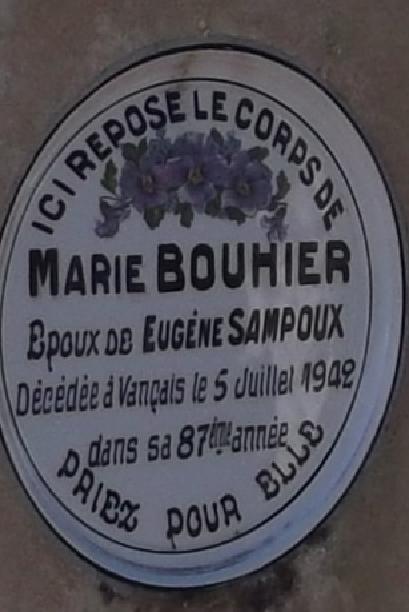 ICI REPOSE LE CORPS DE
MARIE BOUHIER
Epoux de EUGÈNE SAMPOUX
Décédée à Vançais le 5 Juillet 1942
dans sa 87ème année
PRIEZ POUR ELLE